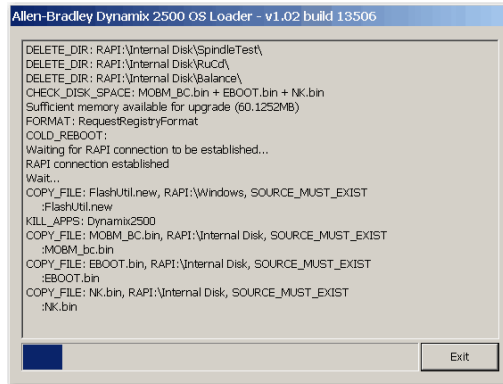 Allen-Bradley Dynamix 2500 OS Loader - v1.02 build 13506
DELETE_DIR: RAPI:\Internal Disk\SpindleTest\
DELETE_DIR: RAPI:\Internal Disk\RuCd\
DELETE_DIR: RAPI:\Internal Disk\Balance\
CHECK_DISK_SPACE: MOBM_BC.bin + EBOOT.bin + NK.bin
Sufficient memory available for upgrade (60.1252MB)
FORMAT: RequestRegistryFormat
COLD_REBOOT:
Waiting for RAPI connection to be established...
RAPI connection established
Wait...
COPY_FILE: FlashUtil.new, RAPI:\Windows, SOURCE_MUST_EXIST
:FlashUtil.new
KILL_APPS: Dynamix2500
COPY_FILE: MOBM_BC.bin, RAPI:\Internal Disk, SOURCE_MUST_EXIST
:MOBM_bc.bin
COPY_FILE: EBOOT.bin, RAPI:\Internal Disk, SOURCE_MUST_EXIST
:EBOOT.bin
COPY_FILE: NK.bin, RAPI:\Internal Disk, SOURCE_MUST_EXIST
:NK.bin
Exit